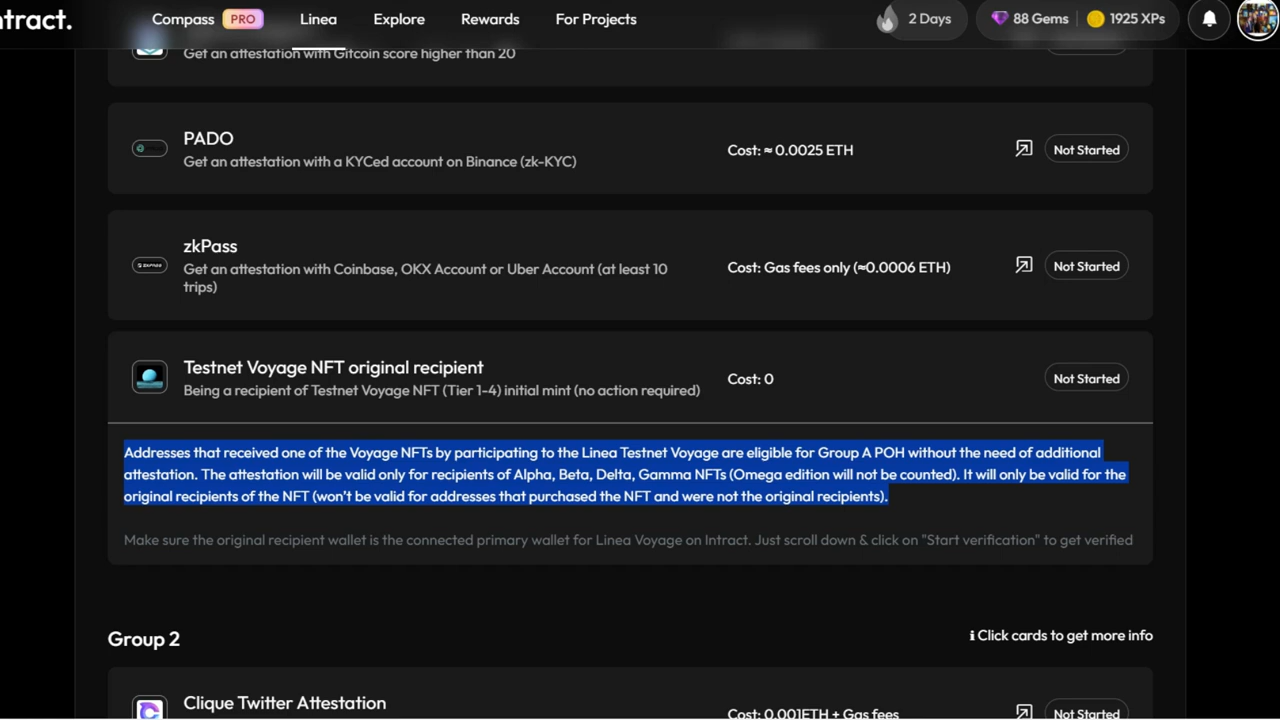 ntract.
Compass PRO Linea Explore Rewards For Projects 2 Days 88 Gems 1925 XPs
Get an attestation with Gitcoin score higher than 20
PADO
Get an attestation with a KYCed account on Binance (zk-KYC)
Cost: ≈ 0.0025 ETH
Not Started
zkPass
Get an attestation with Coinbase, OKX Account or Uber Account (at least 10
trips)
Cost: Gas fees only (≈0.0006 ETH)
Not Started
Testnet Voyage NFT original recipient
Being a recipient of Testnet Voyage NFT (Tier 1-4) initial mint (no action required)
Cost: 0
Not Started
Addresses that received one of the Voyage NFTs by participating to the Linea Testnet Voyage are eligible for Group A POH without the need of additional
attestation. The attestation will be valid only for recipients of Alpha, Beta, Delta, Gamma NFTs (Omega edition will not be counted). It will only be valid for the
original recipients of the NFT (won't be valid for addresses that purchased the NFT and were not the original recipients).
Make sure the original recipient wallet is the connected primary wallet for Linea Voyage on Intract. Just scroll down & click on "Start verification" to get verified
Group 2
Click cards to get more info
Clique Twitter Attestation
Cost: 0.001ETH + Gas fees
Not Started